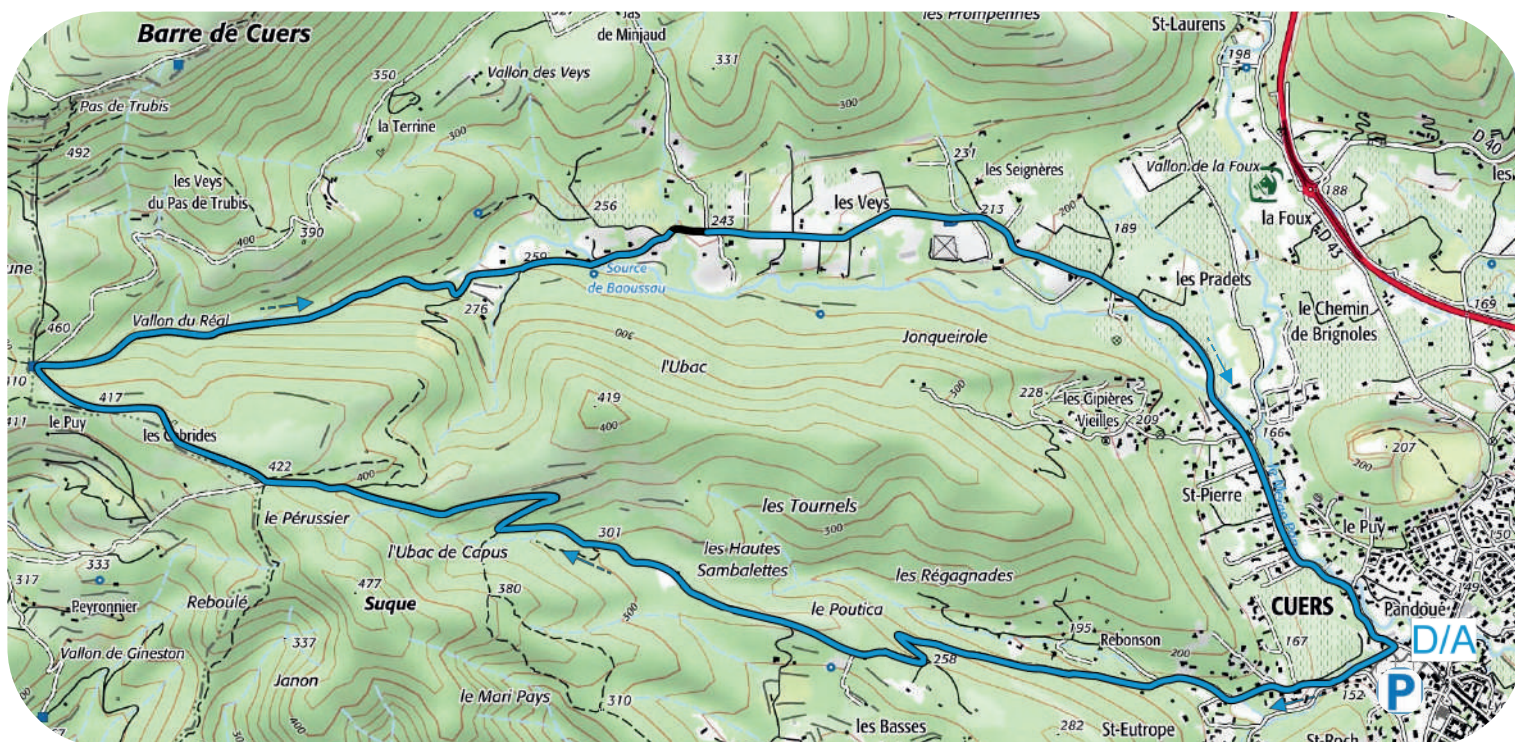 les Prompennes
327
Jas
de Minjaud
St-Laurens
Barre de Cuers
198
331
350
Vallon des Veys
Pas de Trubis
300
300
D 40
la Terrine
492
231
les Seignères
Vallon de la Foux
les Veys
du Pas de Trubis
188
les
256
les Veys
213
200
la Foux
243
400
390
189
D 43
259
Source
de Baoussau
les Pradets
276
169
Vallon du Régl
le Chemin
de Brignoles
460
300
Jonqueirole
l'Ubac
410
417
300
228
les Gipières
Vieilles
209
419
400
411
le Puy
166
207
200
422
400
St-Pierre
les Tournels
300
le Pérussier
le Puy
150
301
l'Ubac de Capus
les Hautes
Sambalettes
333
317
477
380
les Régagnades
149
Peyronnier
Reboulé
Suque
300
le Poutica
CUERS
Pandoué
195
Rebonson
167
337
D/A
Vallon de Gineston
200
258
Janon
152
P
le Mari Pays
310
400
les Basses
282
St-Eutrope
St-Roch